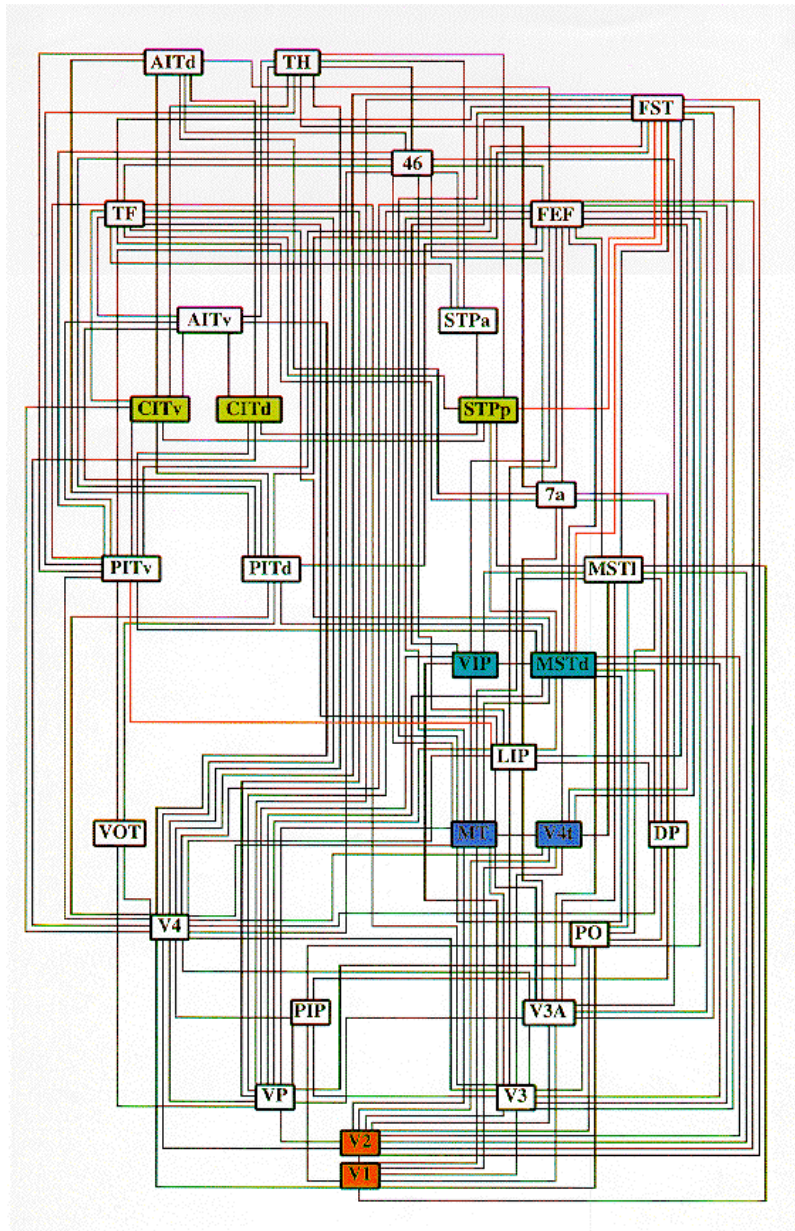 AITd TH
FST
46
TF FEF
AITv STPa
CITv CITd STPp
7a
PITv PITd MSTl
VIP MSTd
LIP
VOT MT V4t DP
V4 PO
PIP V3A
VP V3
V2
V1